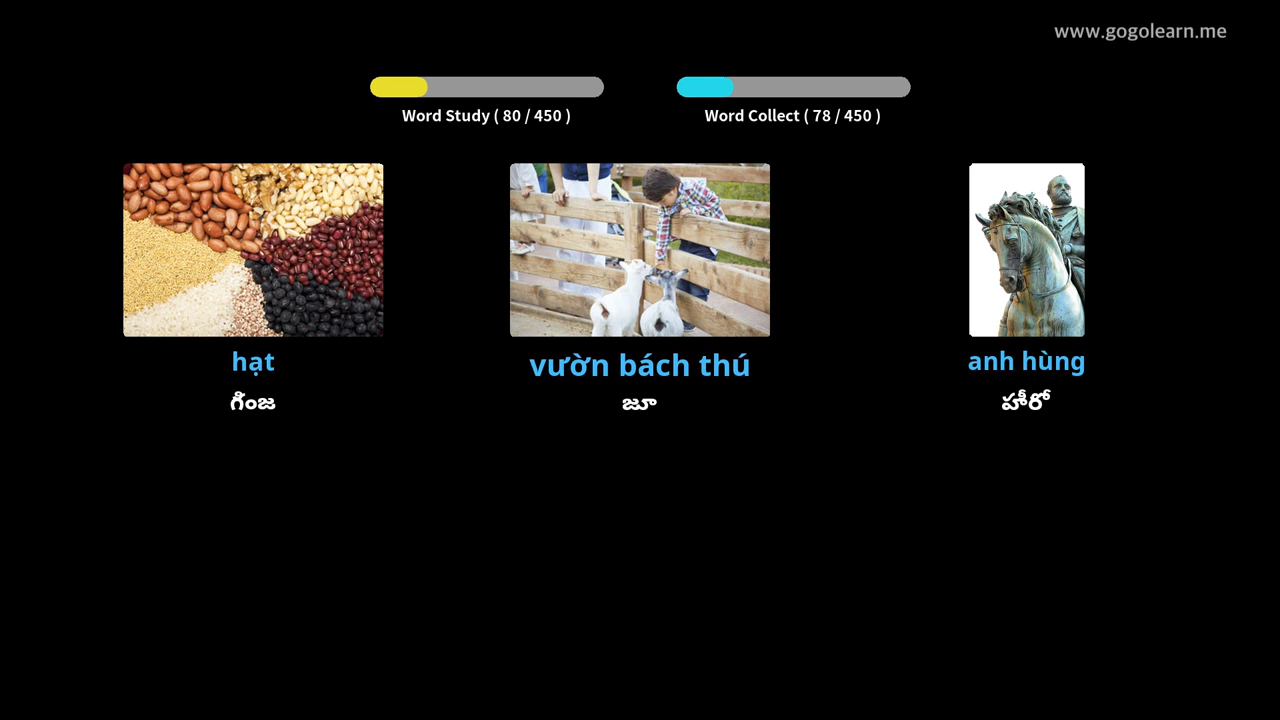 www.gogolearn.me
Word Study ( 80 / 450 )
Word Collect ( 78 / 450 )
hạt
vườn bách thú
anh hùng
గింజ
జూ
హీరో